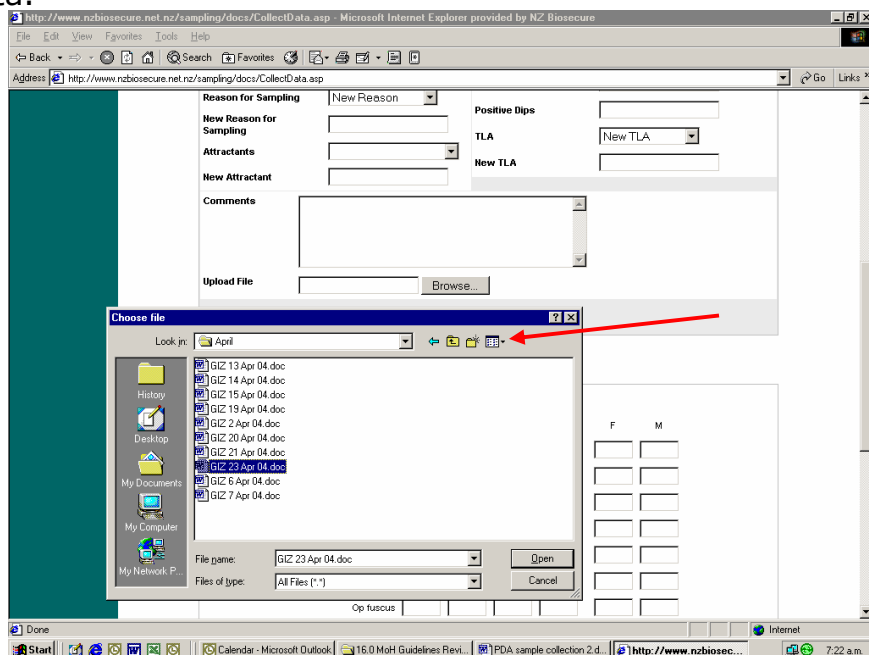 ta.
http://www.nzbiosecure.net.nz/sampling/docs/CollectData.asp - Microsoft Internet Explorer provided by NZ Biosecure
File Edit View Favorites Tools Help
Back Search Favorites
Address http://www.nzbiosecure.net.nz/sampling/docs/CollectData.asp Go Links »
Reason for Sampling New Reason
Positive Dips
New Reason for
Sampling
TLA New TLA
Attractants
New TLA
New Attractant
Comments
Upload File Browse...
Choose file
Look in: April
History
Desktop
My Documents
My Computer
My Network P...
GIZ 13 Apr 04.doc
GIZ 14 Apr 04.doc
GIZ 15 Apr 04.doc
GIZ 19 Apr 04.doc
GIZ 2 Apr 04.doc
GIZ 20 Apr 04.doc
GIZ 21 Apr 04.doc
GIZ 23 Apr 04.doc
GIZ 6 Apr 04.doc
GIZ 7 Apr 04.doc
File name: GIZ 23 Apr 04.doc Open
Files of type: All Files (*.*) Cancel
F M
Op fuscus
Done Internet
Start Calendar - Microsoft Outlook 16.0 MoH Guidelines Revi... PDA sample collection 2.d... http://www.nzbiosec... 7:22 a.m.